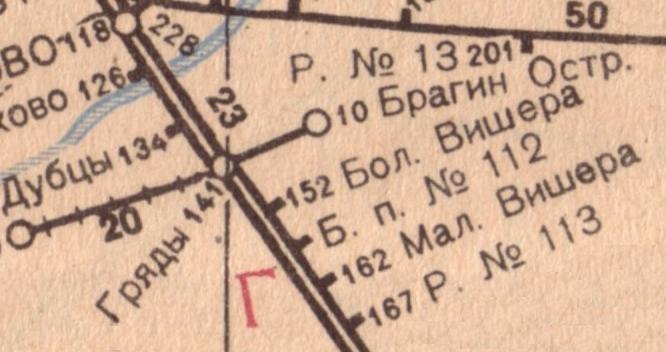 50
ВО 118
228
Р. № 13 201
ково 126
23
10 Брагин Остр.
Дубцы 134
152 Бол. Вишера
Б. п. № 112
20
Гряды 141
162 Мал. Вишера
167 Р. № 113
Г